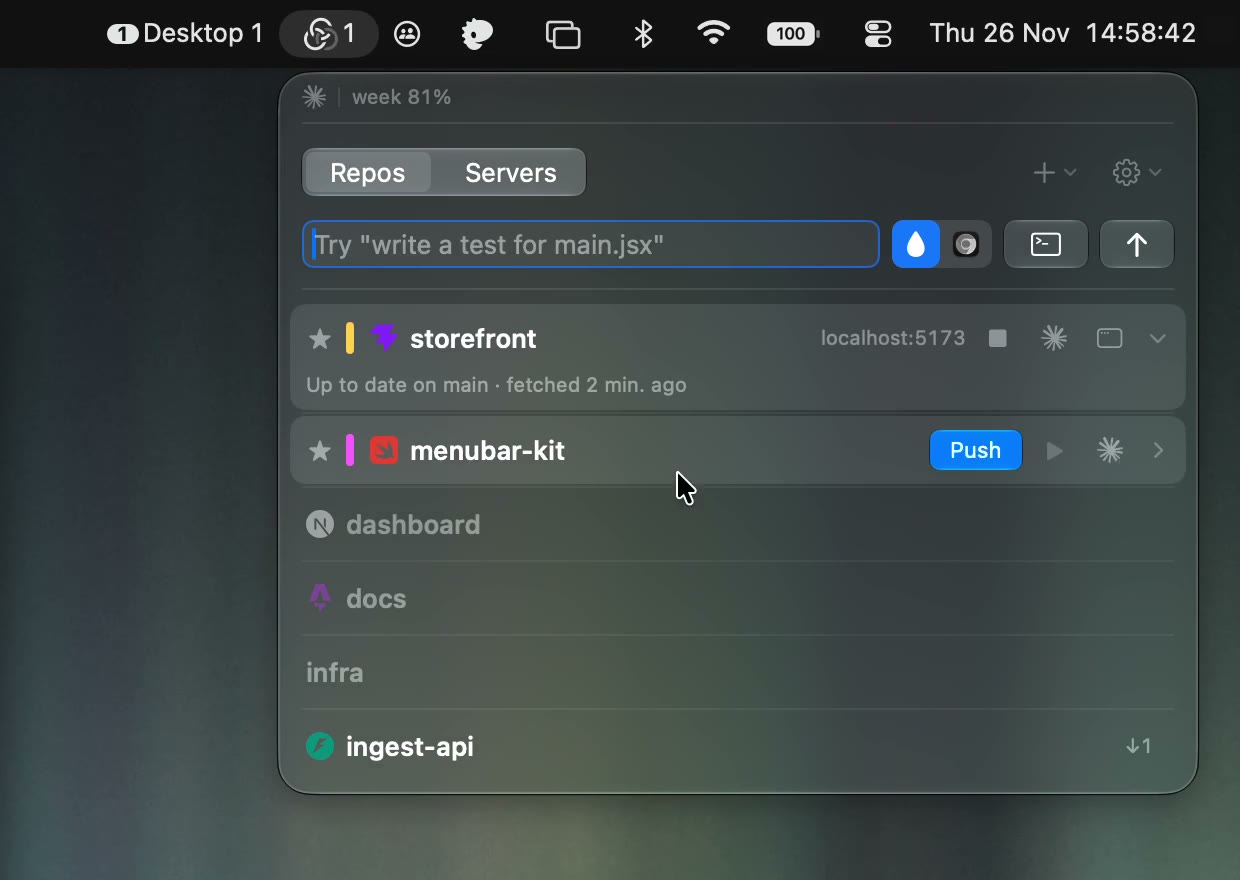 1 Desktop 1 1 100 Thu 26 Nov 14:58:42
week 81%
Repos Servers
Try "write a test for main.jsx"
storefront localhost:5173
Up to date on main · fetched 2 min. ago
menubar-kit Push
N dashboard
docs
infra
ingest-api ↓1